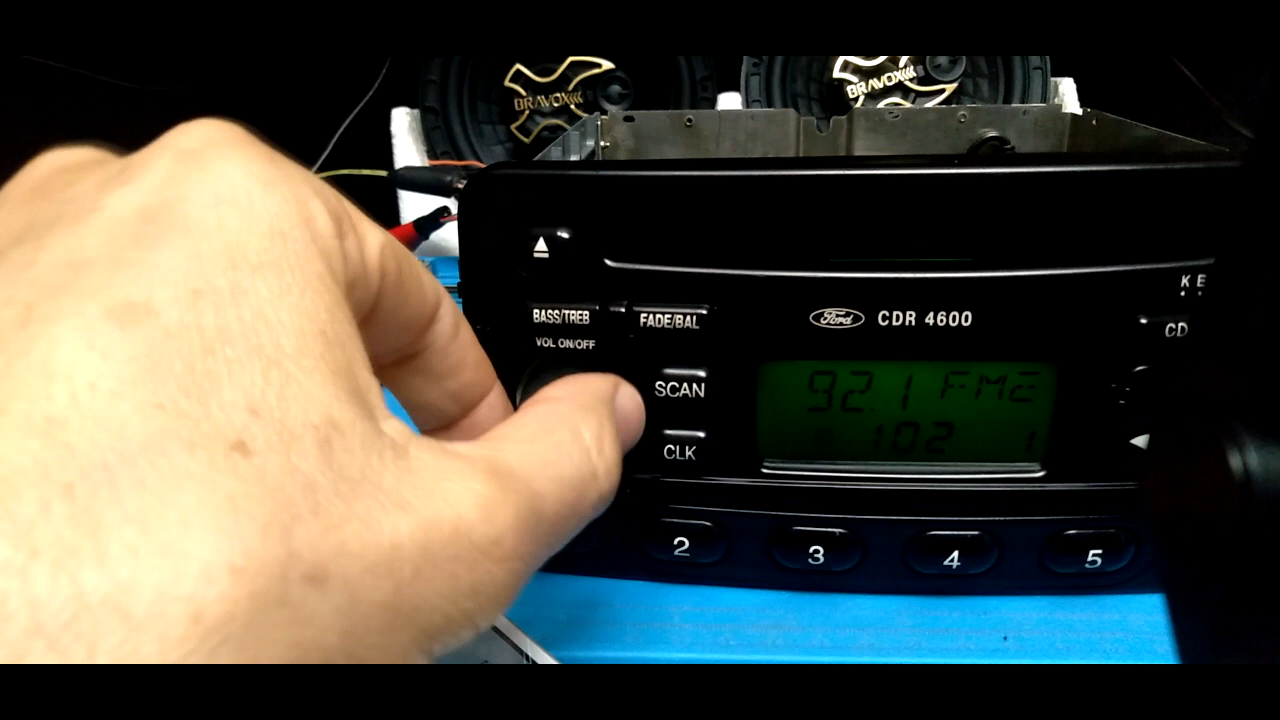 BRAVOX
BRAVOX
K E
BASS/TREB
FADE/BAL
Ford
CDR 4600
CD
VOL ON/OFF
SCAN
92.1 FM2
CLK
102 1
2
3
4
5